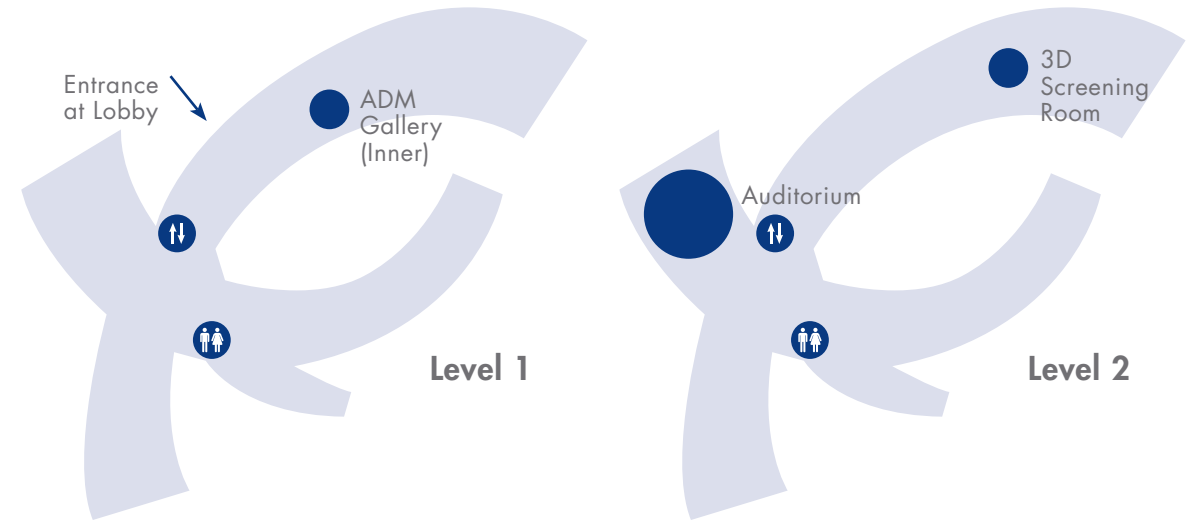 Entrance
at Lobby
ADM
Gallery
(Inner)
Level 1
3D
Screening
Room
Auditorium
Level 2